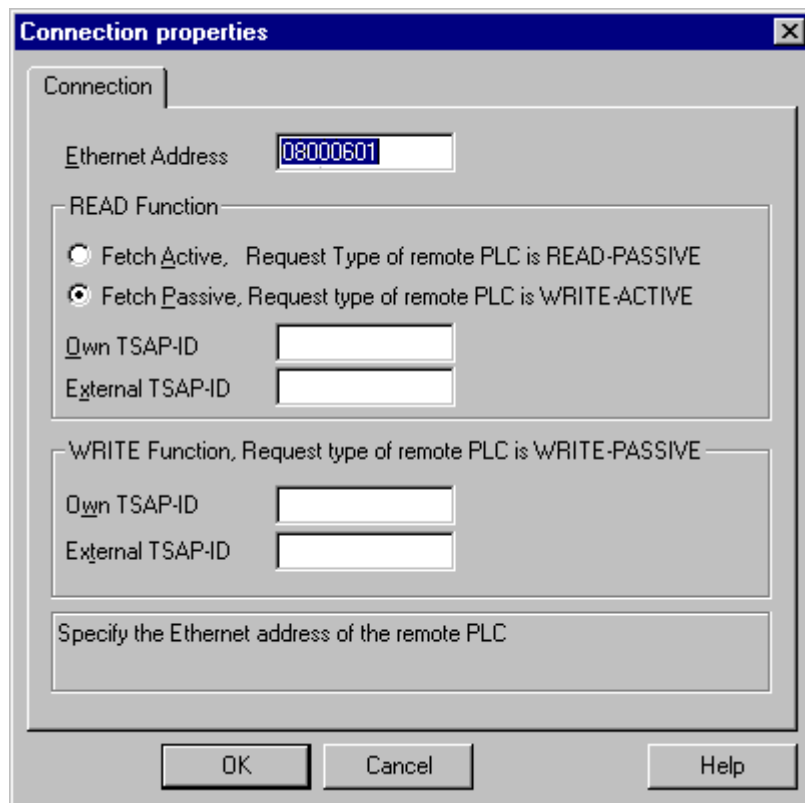 Connection properties
Connection
Ethernet Address 08000601
READ Function
Fetch Active, Request Type of remote PLC is READ-PASSIVE
Fetch Passive, Request type of remote PLC is WRITE-ACTIVE
Own TSAP-ID
External TSAP-ID
WRITE Function, Request type of remote PLC is WRITE-PASSIVE
Own TSAP-ID
External TSAP-ID
Specify the Ethernet address of the remote PLC
OK Cancel Help